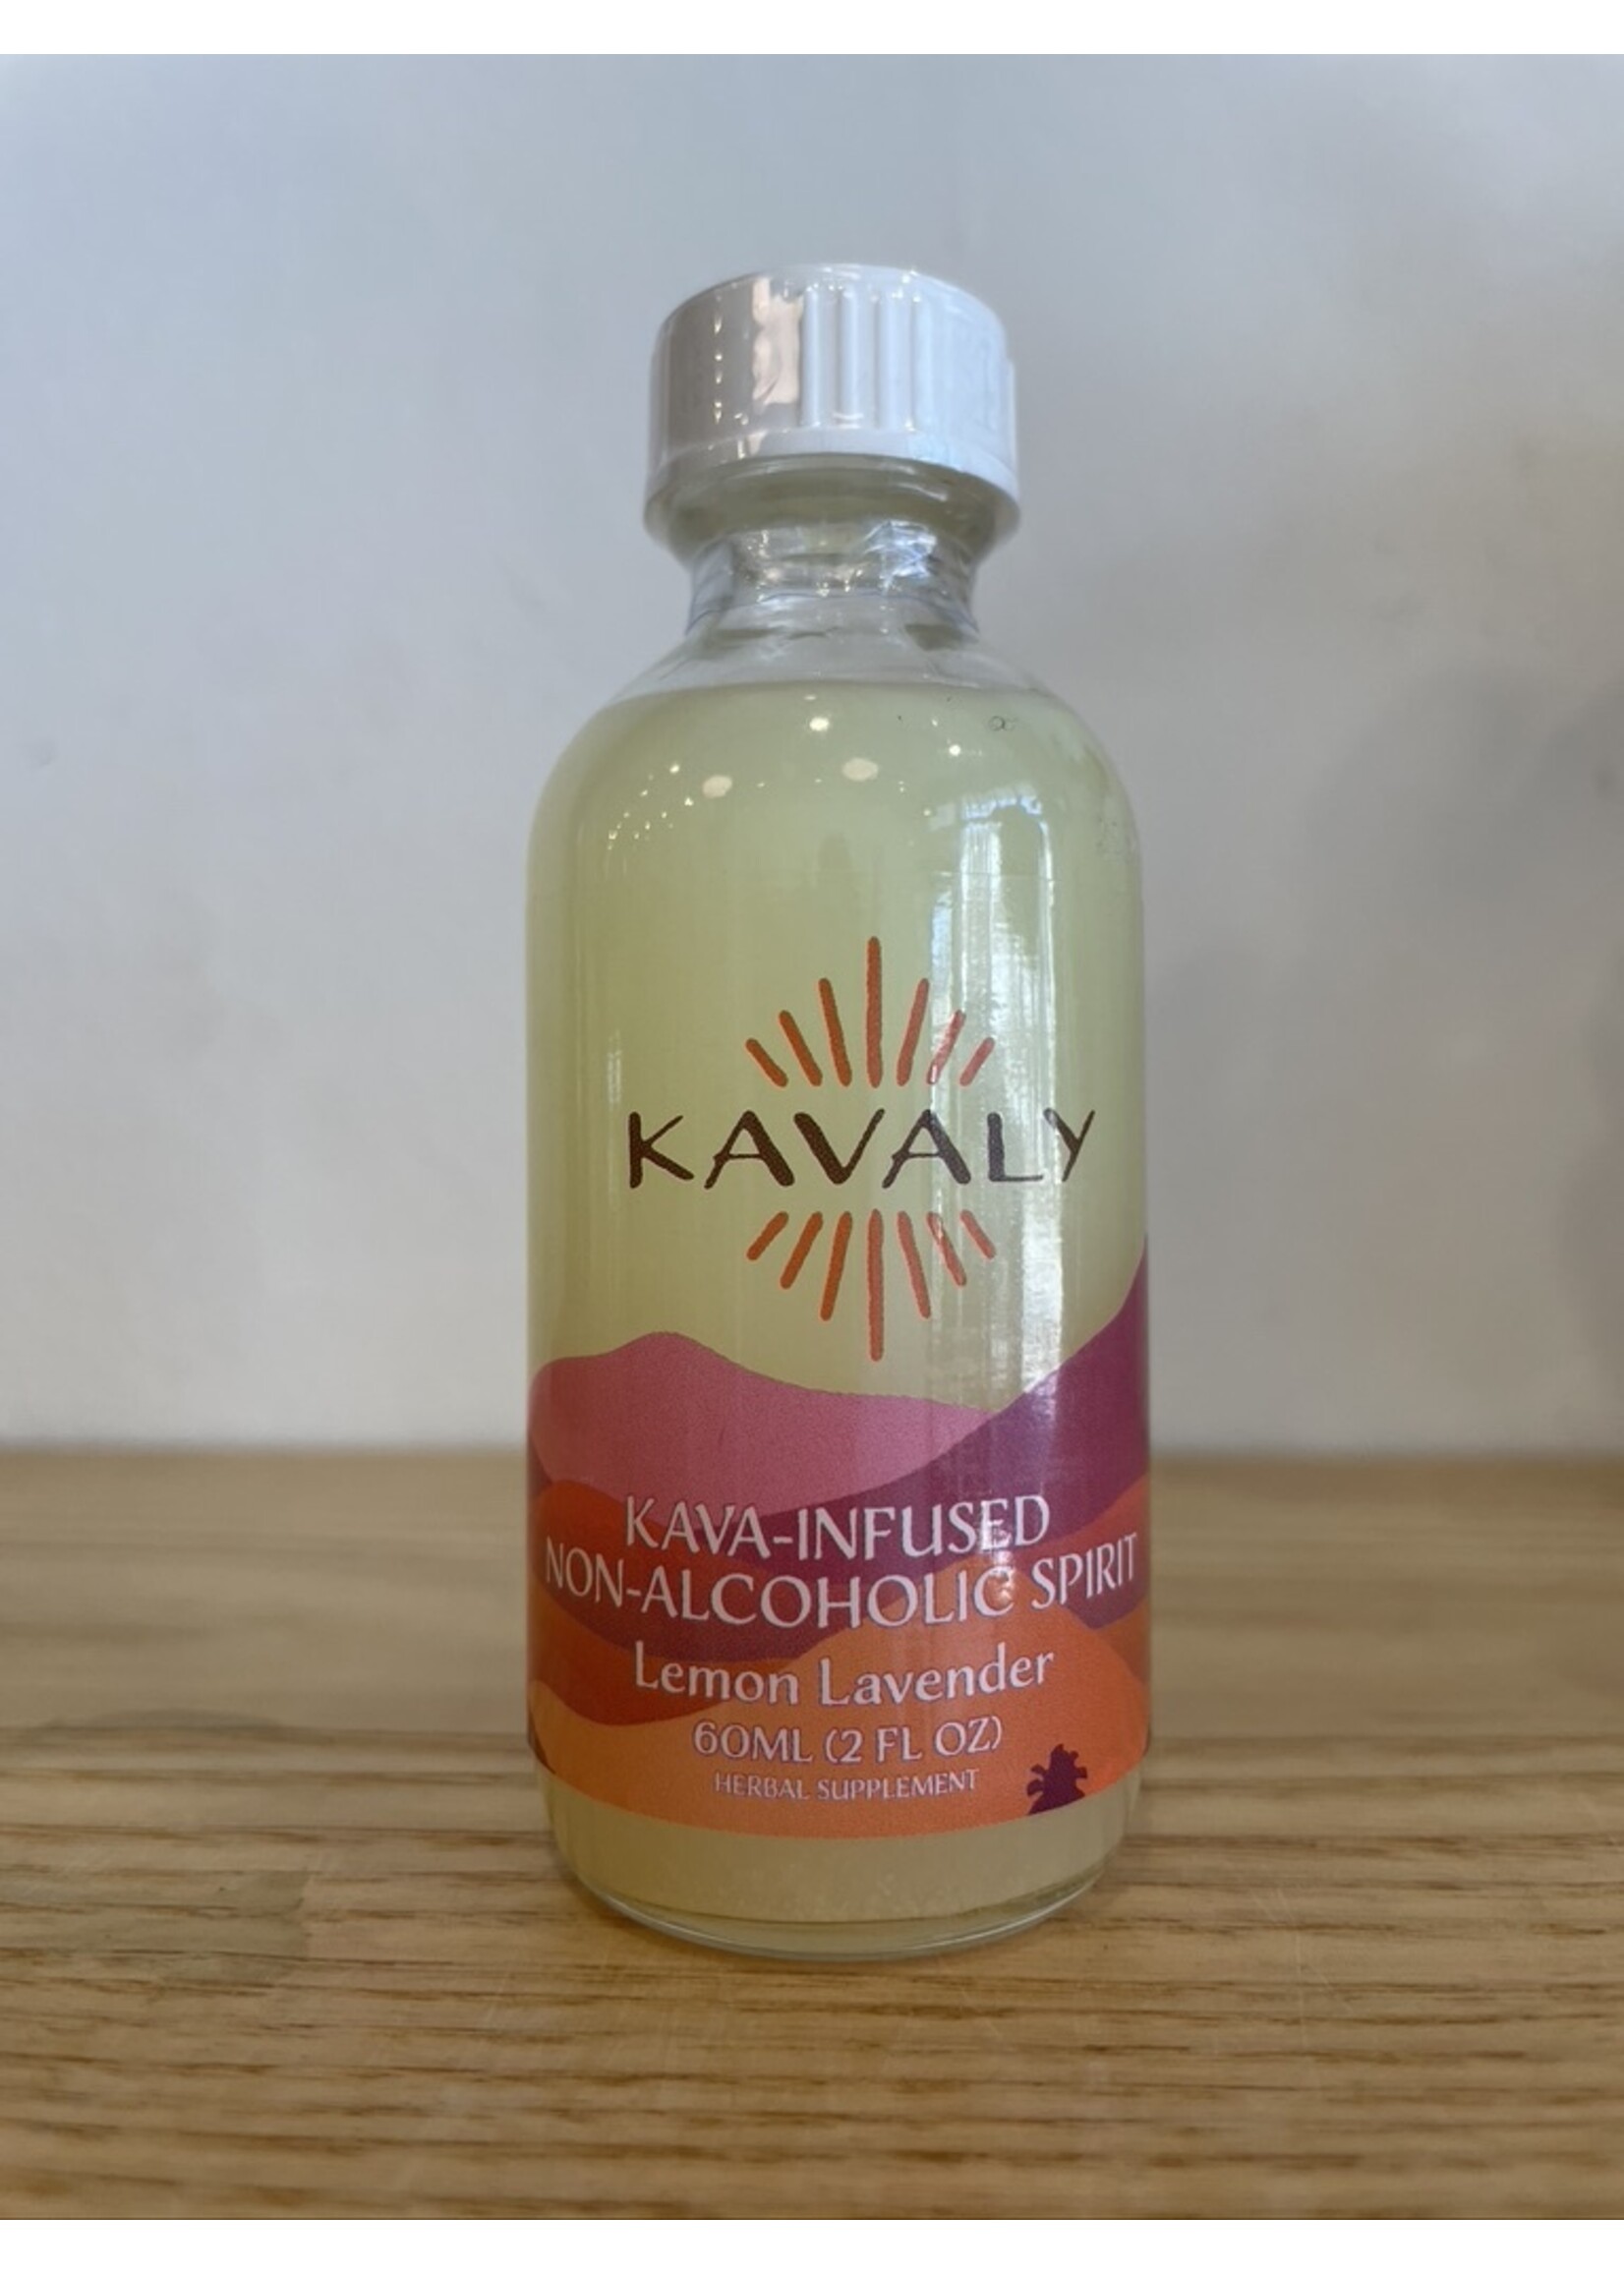 KAVALY
KAVA-INFUSED
NON-ALCOHOLIC SPIRIT
Lemon Lavender
60ML (2 FL OZ)
HERBAL SUPPLEMENT